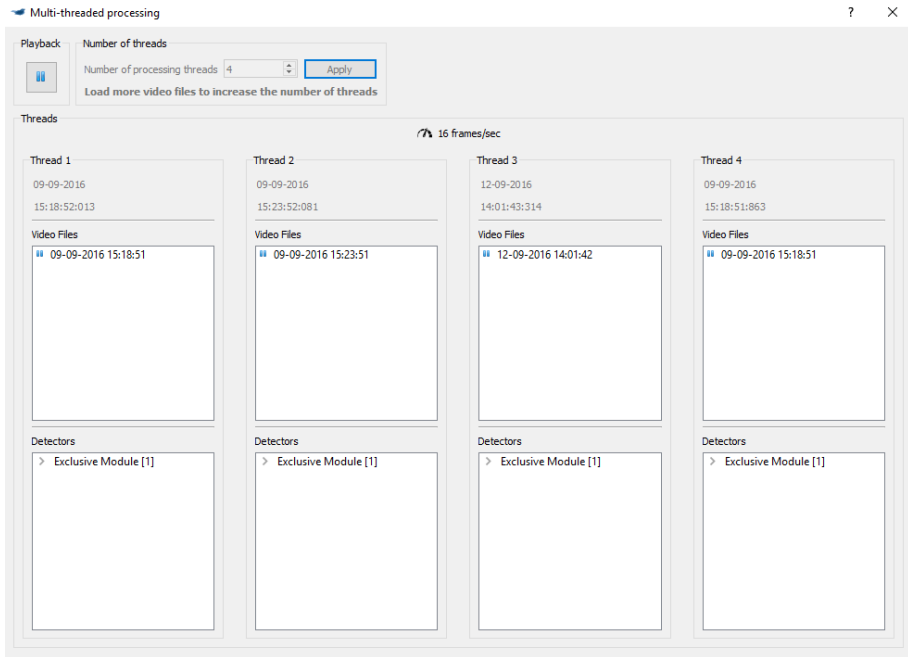 Multi-threaded processing
?
Playback
Number of threads
Number of processing threads 4 Apply
Load more video files to increase the number of threads
Threads
16 frames/sec
Thread 1
09-09-2016
15:18:52:013
Video Files
09-09-2016 15:18:51
Detectors
Exclusive Module [1]
Thread 2
09-09-2016
15:23:52:081
Video Files
09-09-2016 15:23:51
Detectors
Exclusive Module [1]
Thread 3
12-09-2016
14:01:43:314
Video Files
12-09-2016 14:01:42
Detectors
Exclusive Module [1]
Thread 4
09-09-2016
15:18:51:863
Video Files
09-09-2016 15:18:51
Detectors
Exclusive Module [1]